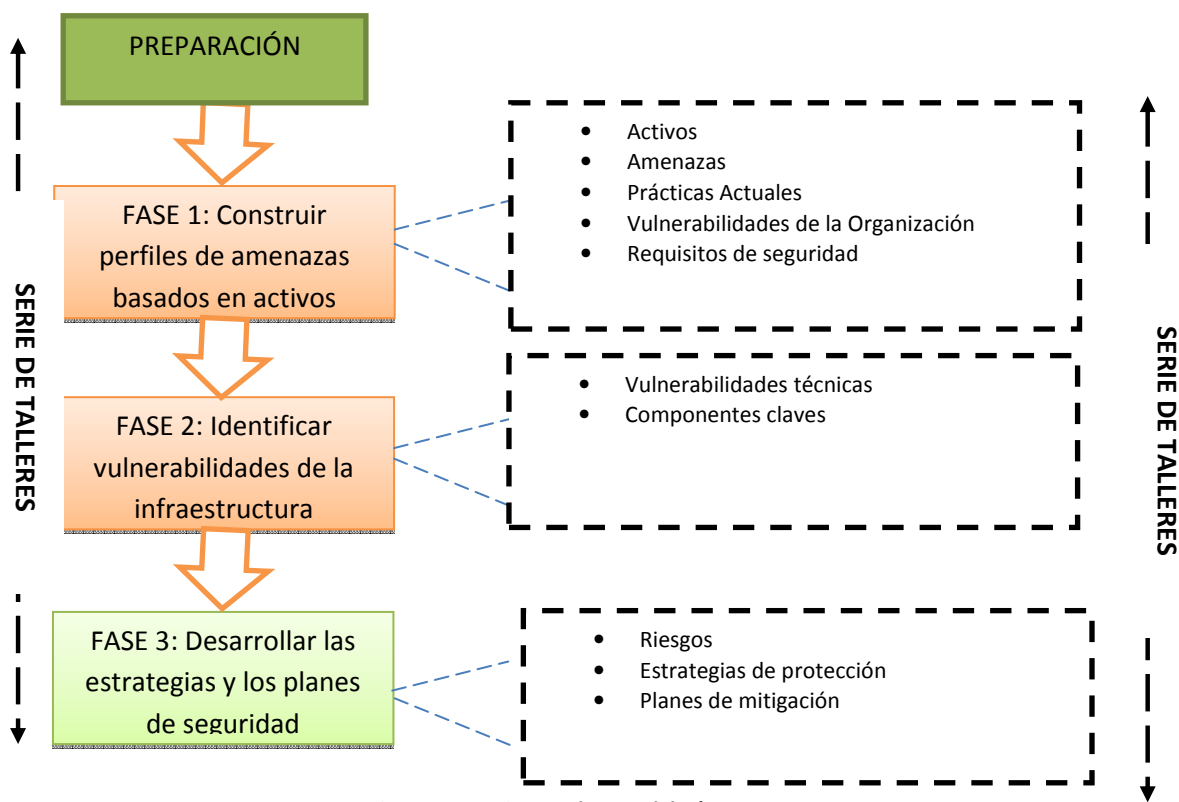 PREPARACIÓN
FASE 1: Construir
perfiles de amenazas
basados en activos
• Activos
• Amenazas
• Prácticas Actuales
• Vulnerabilidades de la Organización
• Requisitos de seguridad
SERIE DE TALLERES
SERIE DE TALLERES
FASE 2: Identificar
vulnerabilidades de la
infraestructura
• Vulnerabilidades técnicas
• Componentes claves
FASE 3: Desarrollar las
estrategias y los planes
de seguridad
• Riesgos
• Estrategias de protección
• Planes de mitigación